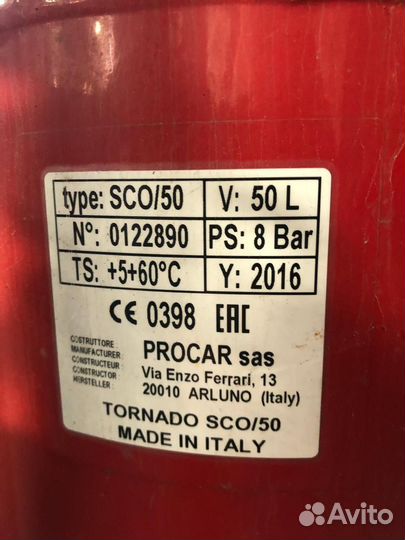 type: SCO/50 V: 50 L
N°: 0122890 PS: 8 Bar
TS: +5+60°C Y: 2016
CE 0398 EAC
COSTRUTTORE :
MANUFACTURER :
CONSTRUCTEUR :
CONSTRUCTOR :
HERSTELLER :
PROCAR sas
Via Enzo Ferrari, 13
20010 ARLUNO (Italy)
TORNADO SCO/50
MADE IN ITALY
Avito